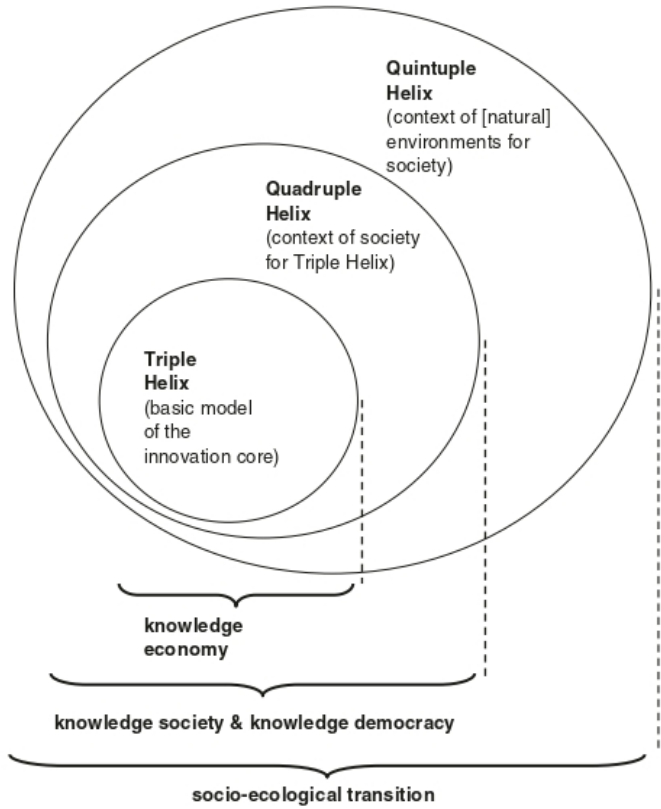 Quintuple
Helix
(context of [natural]
environments for
society)
Quadruple
Helix
(context of society
for Triple Helix)
Triple
Helix
(basic model
of the
innovation core)
knowledge
economy
knowledge society & knowledge democracy
socio-ecological transition